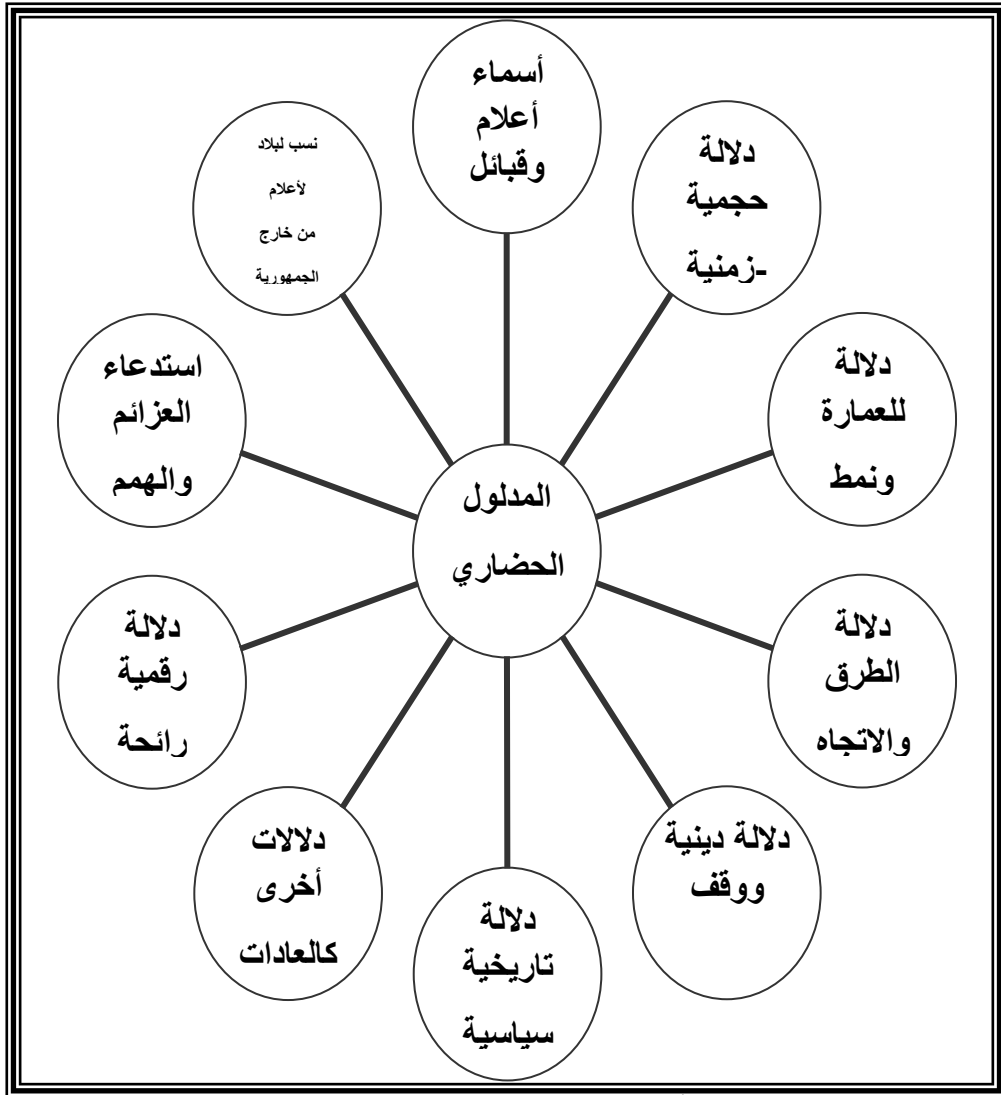 أسماء
أعلام
وقبائل
دلالة
حجمية
-زمنية
دلالة
للعمارة
ونمط
دلالة
الطرق
والاتجاه
دلالة دينية
ووقف
دلالة
تاريخية
سياسية
دلالات
أخرى
كالعادات
دلالة
رقمية
رائحة
استدعاء
العزائم
والهمم
نسب لبلاد
لأعلام
من خارج
الجمهورية
المدلول
الحضاري